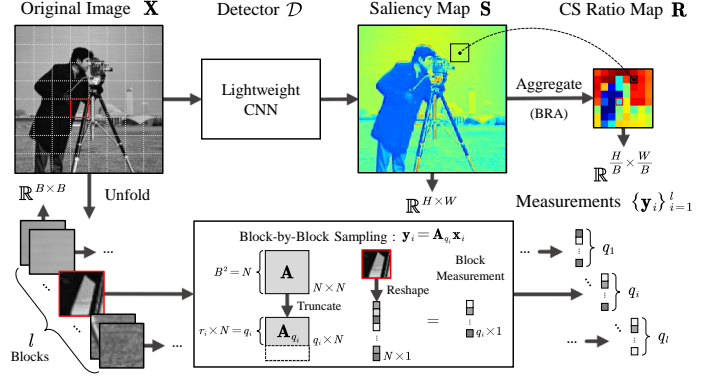 Original Image X
Detector 𝒟
Saliency Map S
CS Ratio Map R
Lightweight
CNN
Aggregate
(BRA)
ℝ^{B×B}
Unfold
ℝ^{H×W}
ℝ^{H/B × W/B}
Measurements {y_i}_{i=1}^{l}
Block-by-Block Sampling : y_i = A_{q_i} x_i
B² = N
A
N × N
Truncate
r_i × N = q_i
A_{q_i}
q_i × N
Reshape
N × 1
=
Block
Measurement
q_i × 1
l
Blocks
...
q_1
q_i
q_l